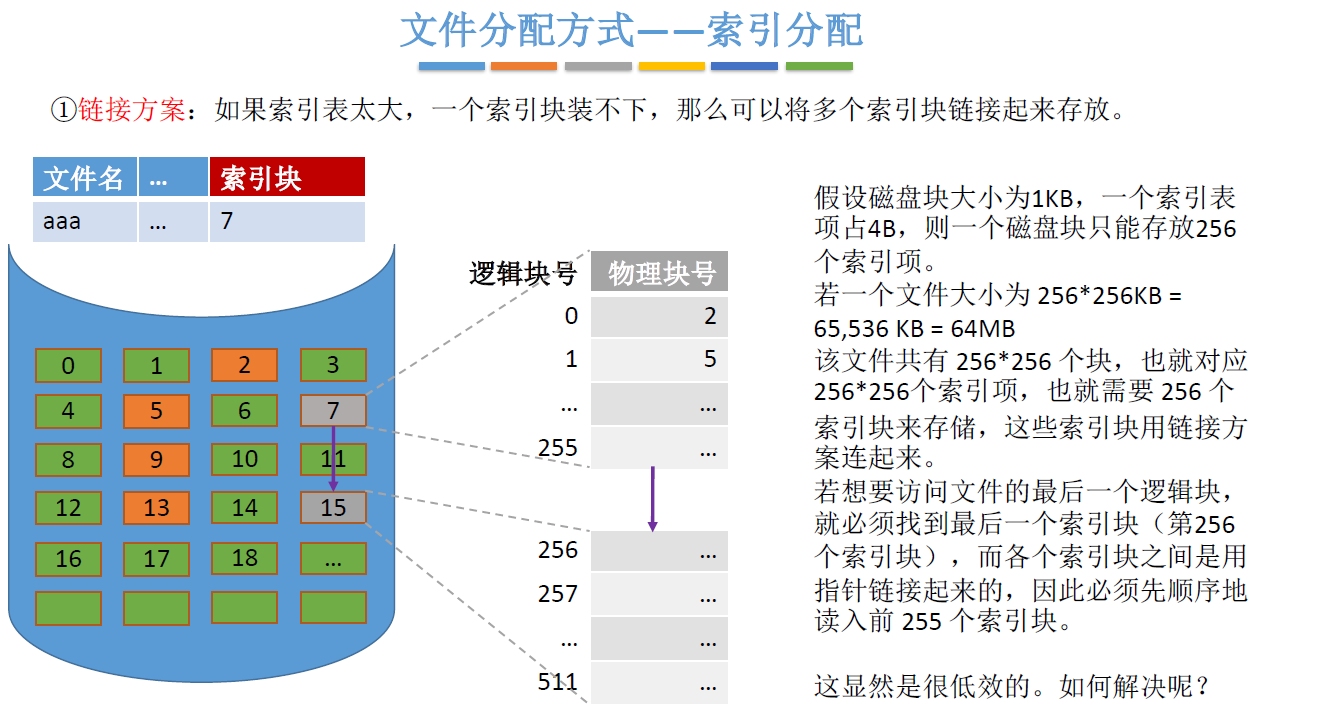 文件分配方式——索引分配
①链接方案：如果索引表太大，一个索引块装不下，那么可以将多个索引块链接起来存放。
文件名 … 索引块
aaa … 7
0 1 2 3
4 5 6 7
8 9 10 11
12 13 14 15
16 17 18 …
逻辑块号 物理块号
0 2
1 5
… …
255 …
256 …
257 …
… …
511 …
假设磁盘块大小为1KB，一个索引表
项占4B，则一个磁盘块只能存放256
个索引项。
若一个文件大小为 256*256KB =
65,536 KB = 64MB
该文件共有 256*256 个块，也就对应
256*256个索引项，也就需要 256 个
索引块来存储，这些索引块用链接方
案连起来。
若想要访问文件的最后一个逻辑块，
就必须找到最后一个索引块（第256
个索引块），而各个索引块之间是用
指针链接起来的，因此必须先顺序地
读入前 255 个索引块。
这显然是很低效的。如何解决呢？